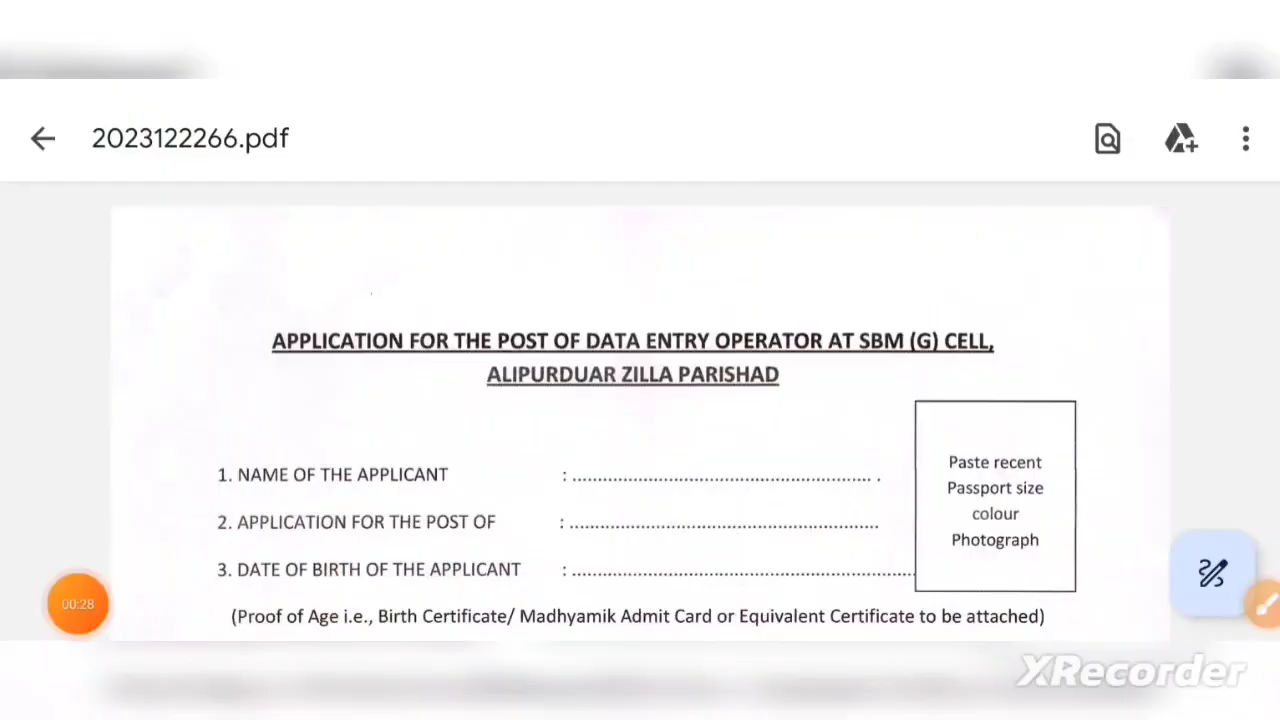 2023122266.pdf
APPLICATION FOR THE POST OF DATA ENTRY OPERATOR AT SBM (G) CELL,
ALIPURDUAR ZILLA PARISHAD
Paste recent
Passport size
colour
Photograph
1. NAME OF THE APPLICANT : ........................................................ .
2. APPLICATION FOR THE POST OF : ..........................................................
3. DATE OF BIRTH OF THE APPLICANT : ................................................................
(Proof of Age i.e., Birth Certificate/ Madhyamik Admit Card or Equivalent Certificate to be attached)
00:28
XRecorder